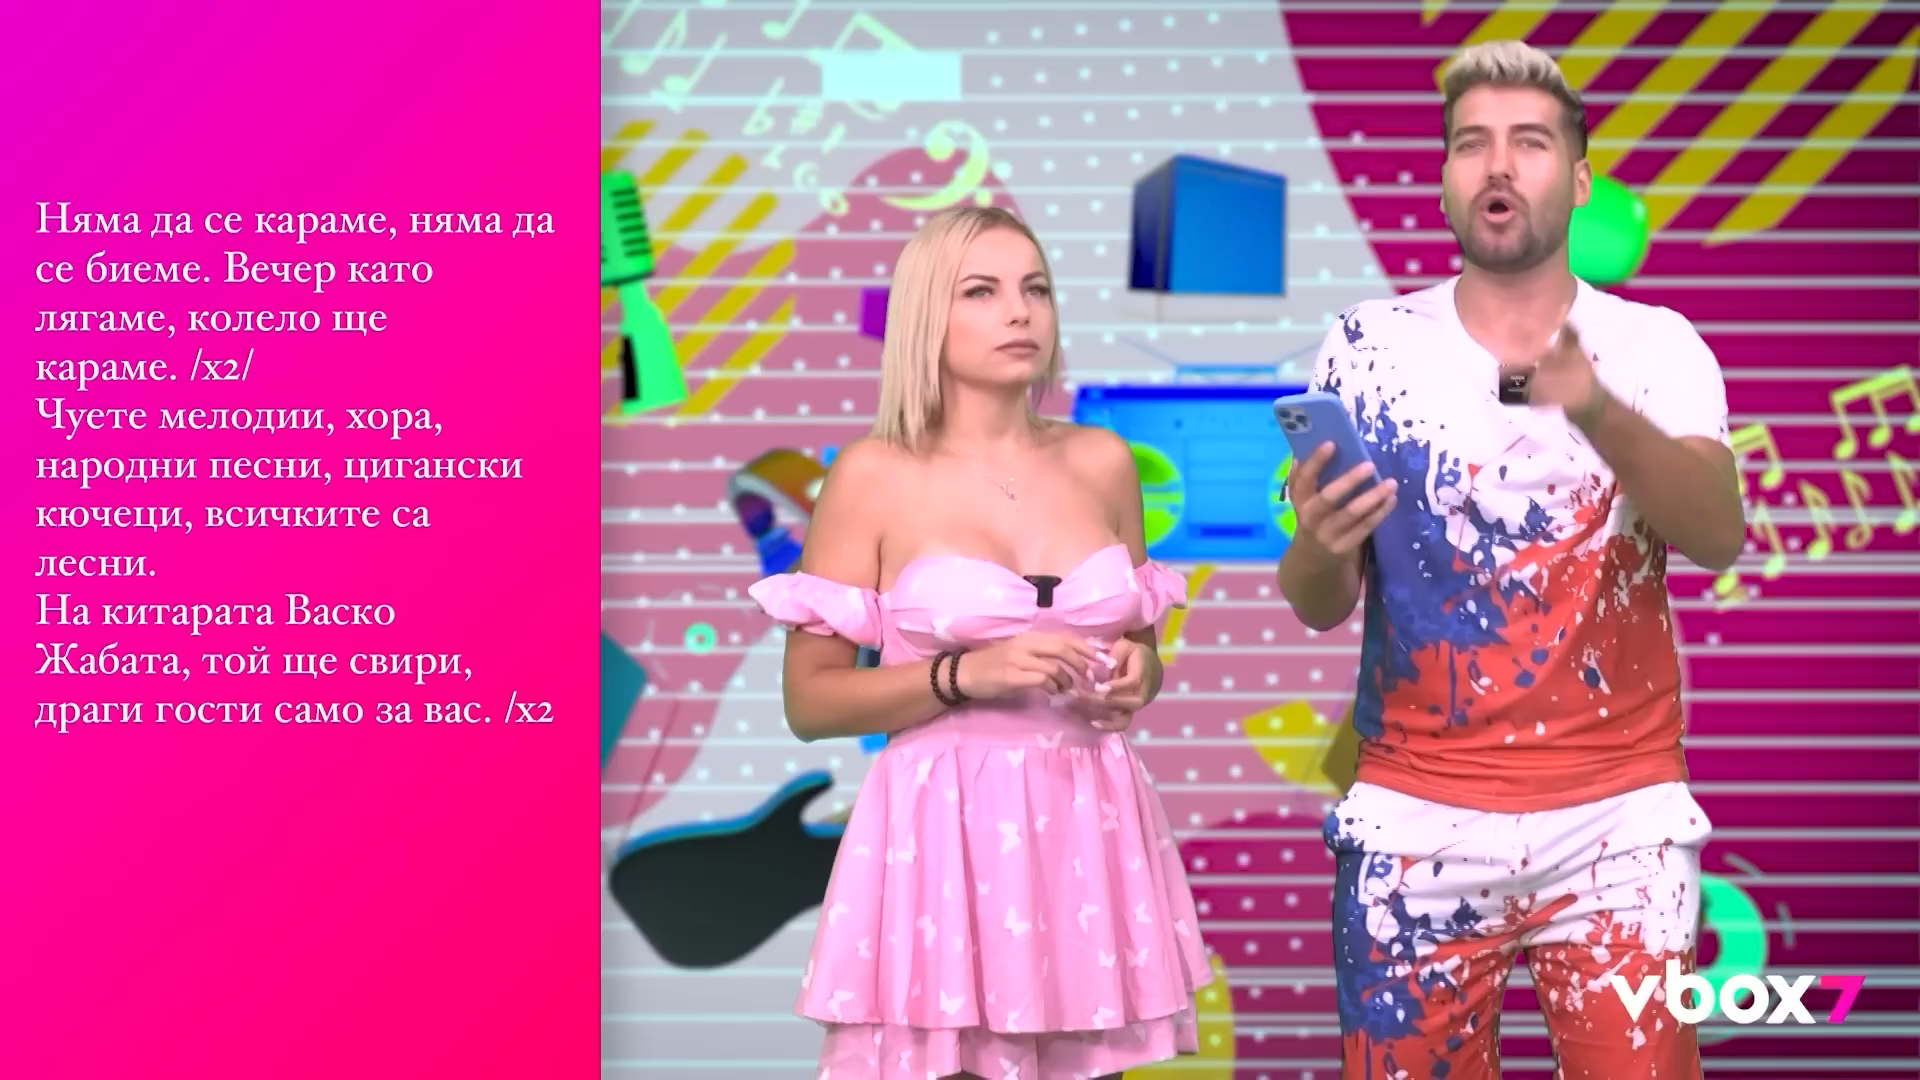 Няма да се караме, няма да
се биеме. Вечер като
лягаме, колело ще
караме. /x2/
Чуете мелодии, хора,
народни песни, цигански
кючеци, всичките са
лесни.
На китарата Васко
Жабата, той ще свири,
драги гости само за вас. /x2
vbox7